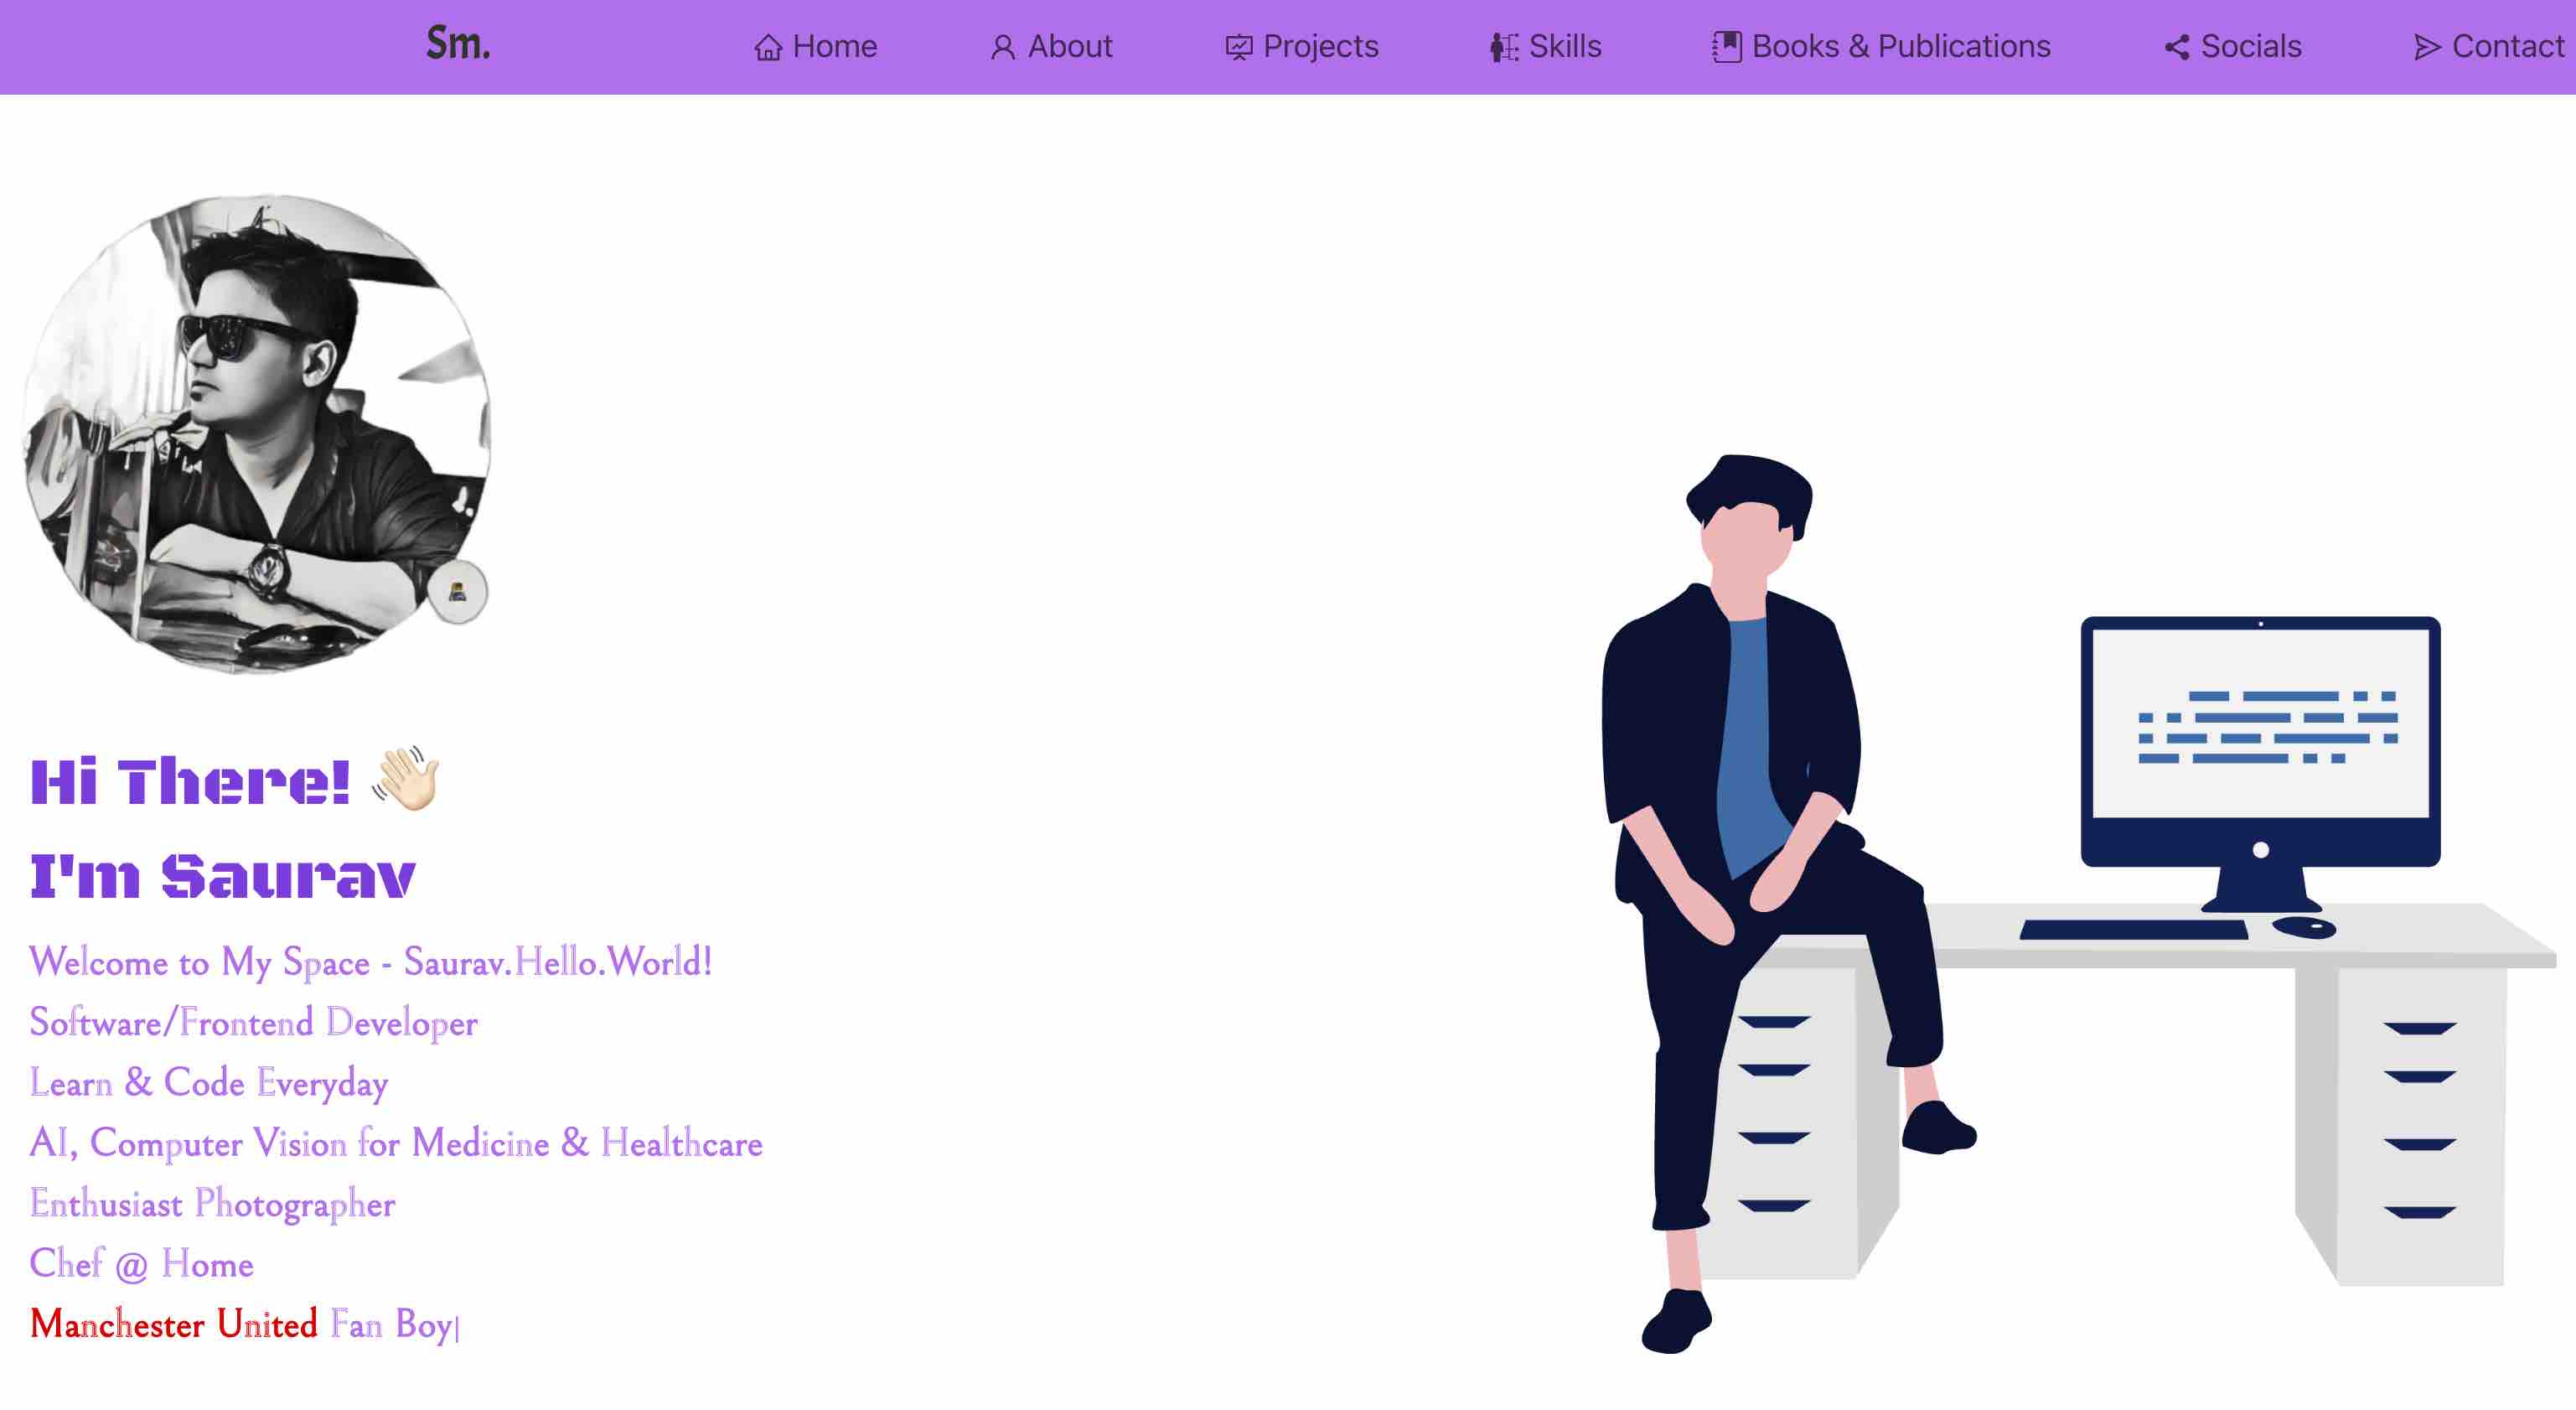 Sm.
Home
About
Projects
Skills
Books & Publications
Socials
Contact
Hi There! 👋🏻
I'm Saurav
Welcome to My Space - Saurav.Hello.World!
Software/Frontend Developer
Learn & Code Everyday
AI, Computer Vision for Medicine & Healthcare
Enthusiast Photographer
Chef @ Home
Manchester United Fan Boy|